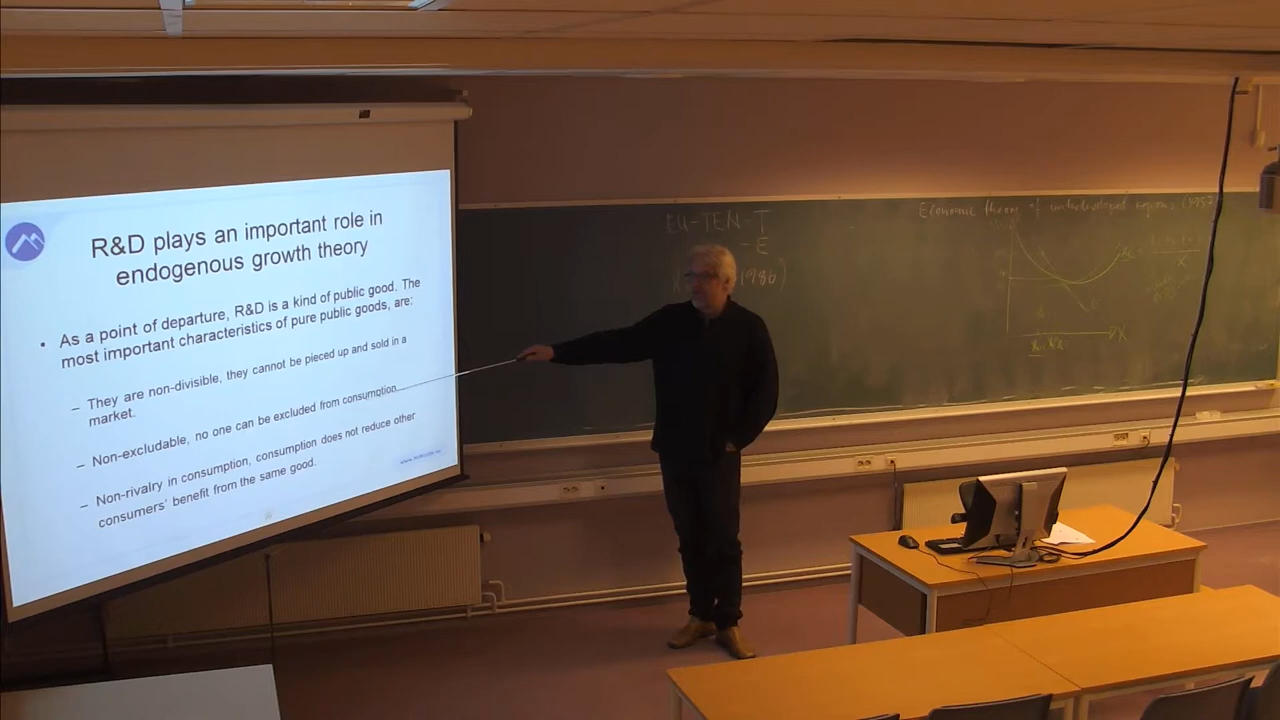 R&D plays an important role in
endogenous growth theory
• As a point of departure, R&D is a kind of public good. The
most important characteristics of pure public goods, are:
– They are non-divisible, they cannot be pieced up and sold in a
market.
– Non-excludable, no one can be excluded from consumption
– Non-rivalry in consumption, consumption does not reduce other
consumers' benefit from the same good.
EU-TEN-T
-E
(1986)
Economic theory of underdeveloped regions (1957
X